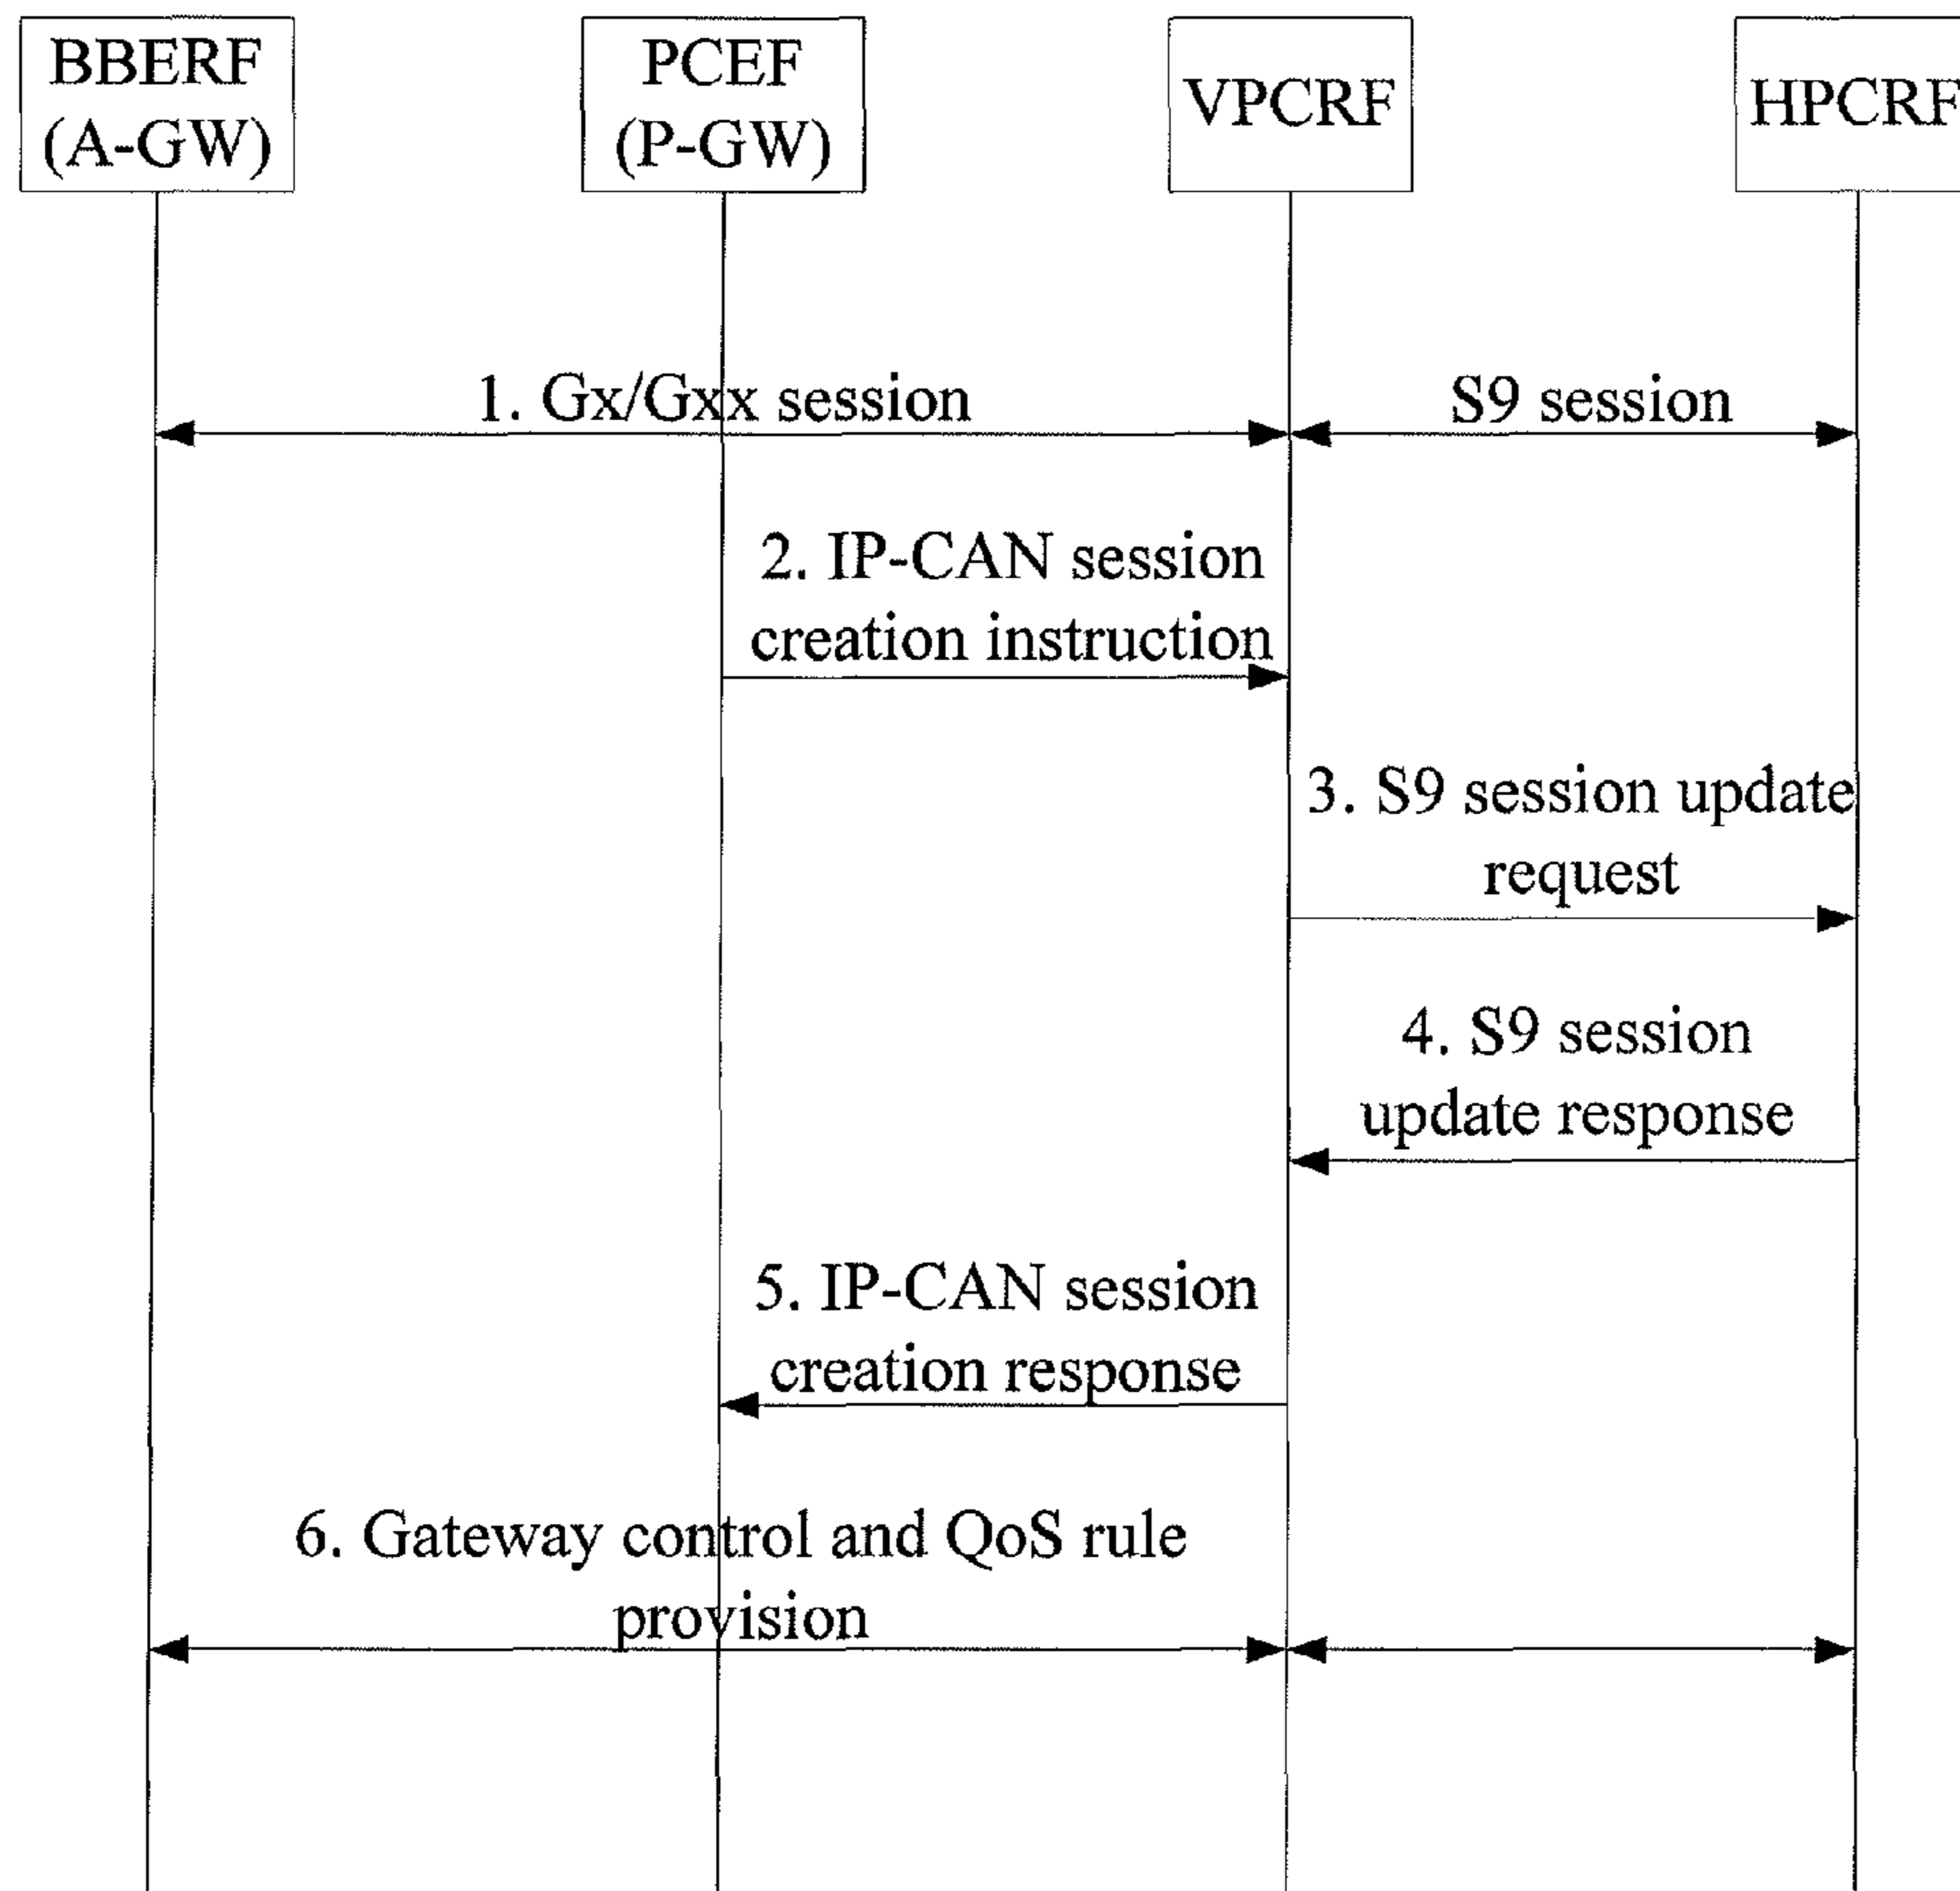 BBERF
(A-GW)
PCEF
(P-GW)
VPCRF
HPCRF
1. Gx/Gxx session
S9 session
2. IP-CAN session
creation instruction
3. S9 session update
request
4. S9 session
update response
5. IP-CAN session
creation response
6. Gateway control and QoS rule
provision